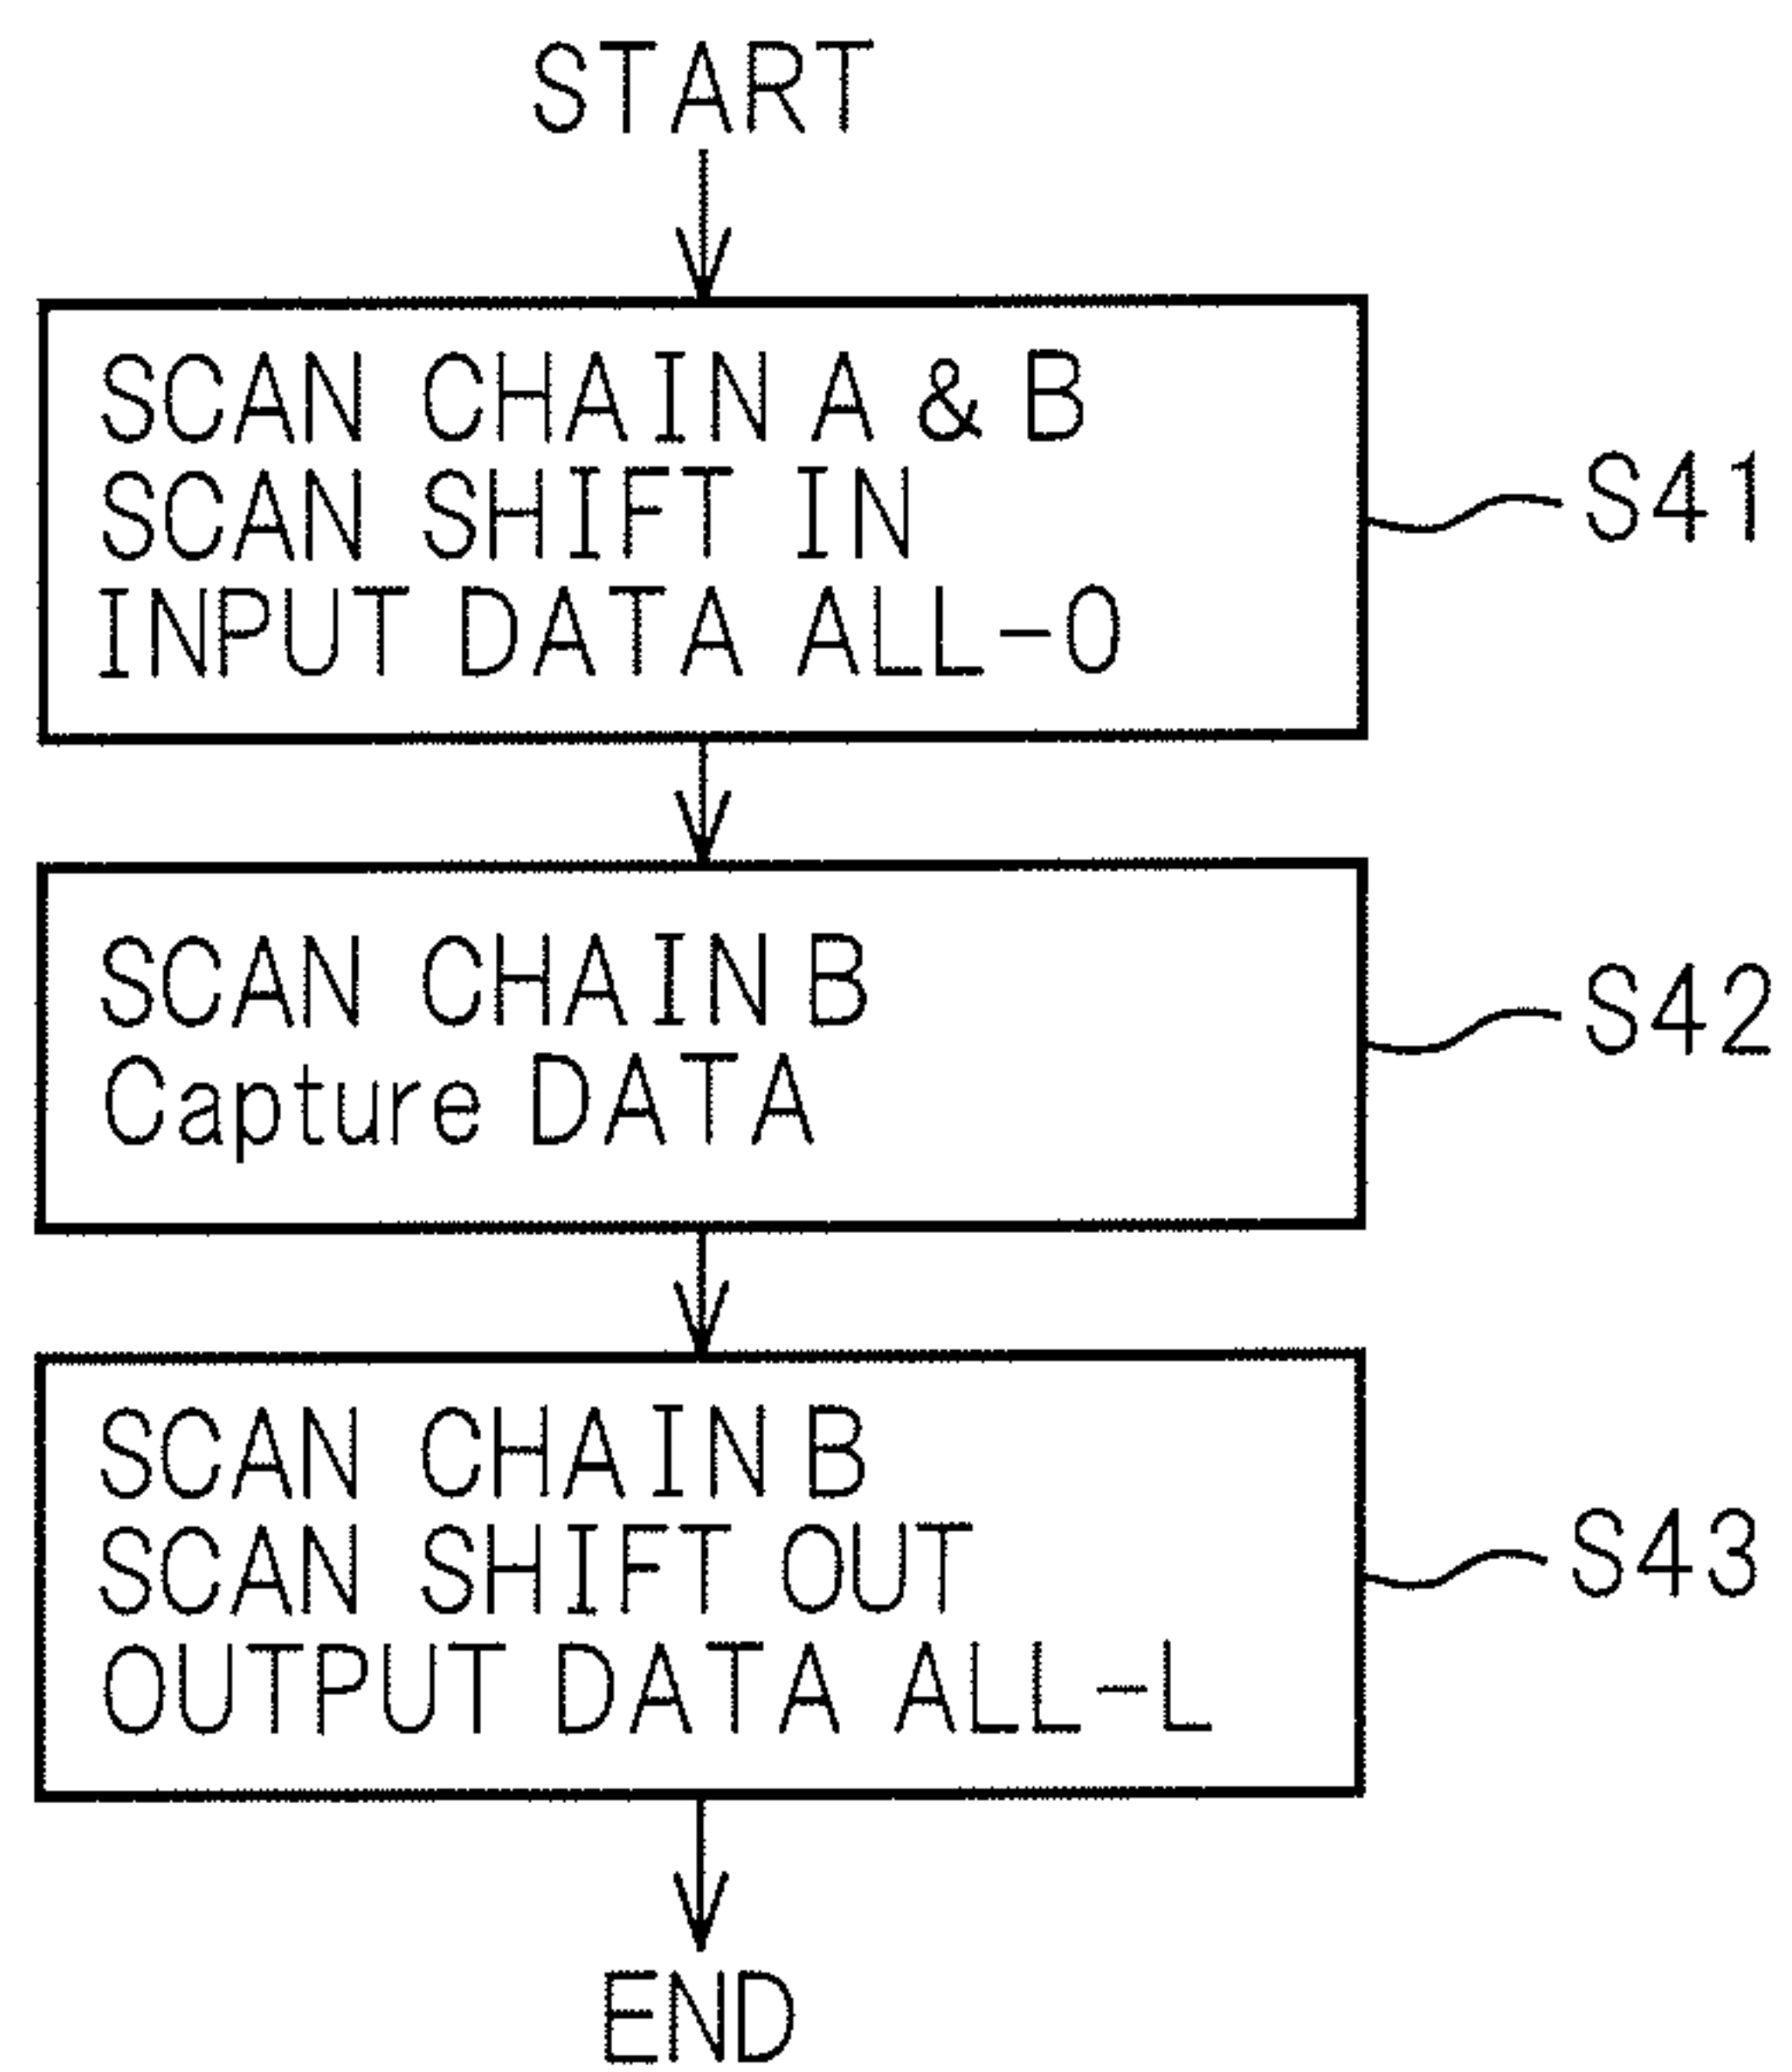 START
SCAN CHAIN A & B
SCAN SHIFT IN
INPUT DATA ALL-0
S41
SCAN CHAIN B
Capture DATA
S42
SCAN CHAIN B
SCAN SHIFT OUT
OUTPUT DATA ALL-L
S43
END